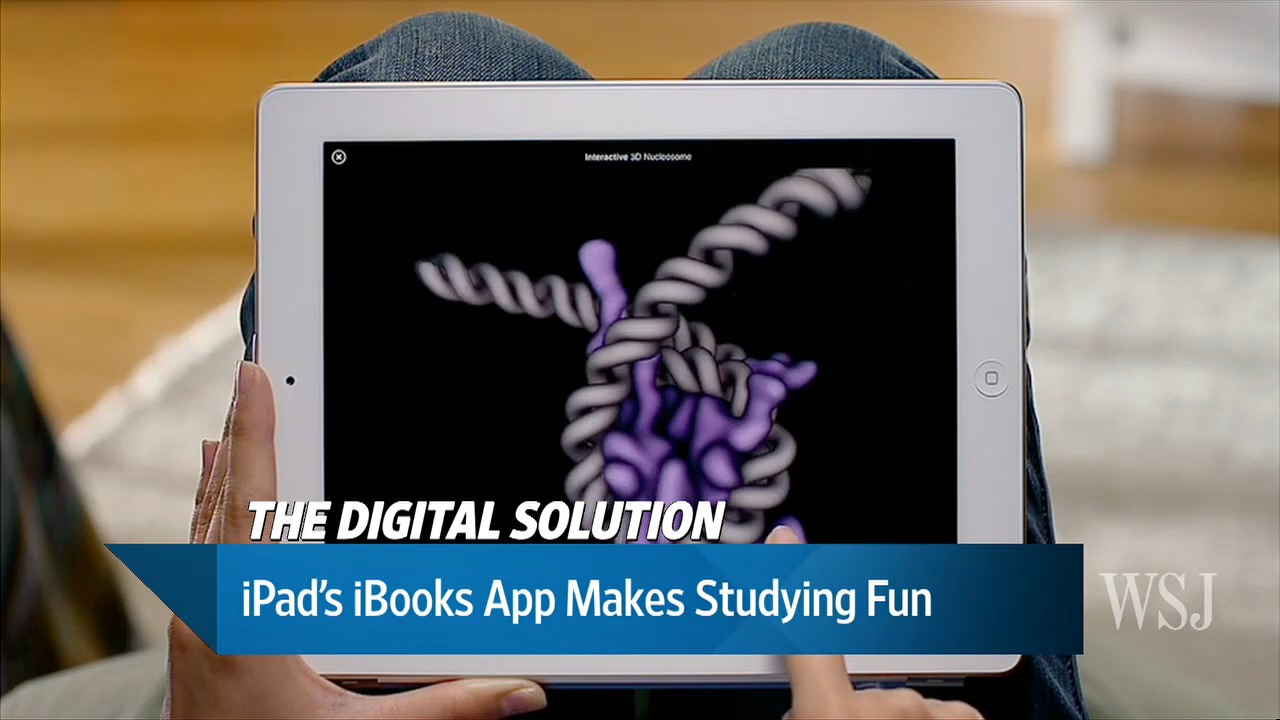 Interactive 3D Nucleosome
THE DIGITAL SOLUTION
iPad's iBooks App Makes Studying Fun
WSJ